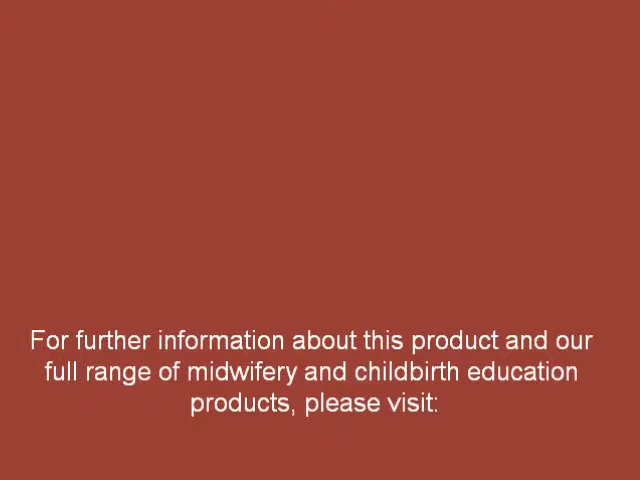 For further information about this product and our
full range of midwifery and childbirth education
products, please visit: